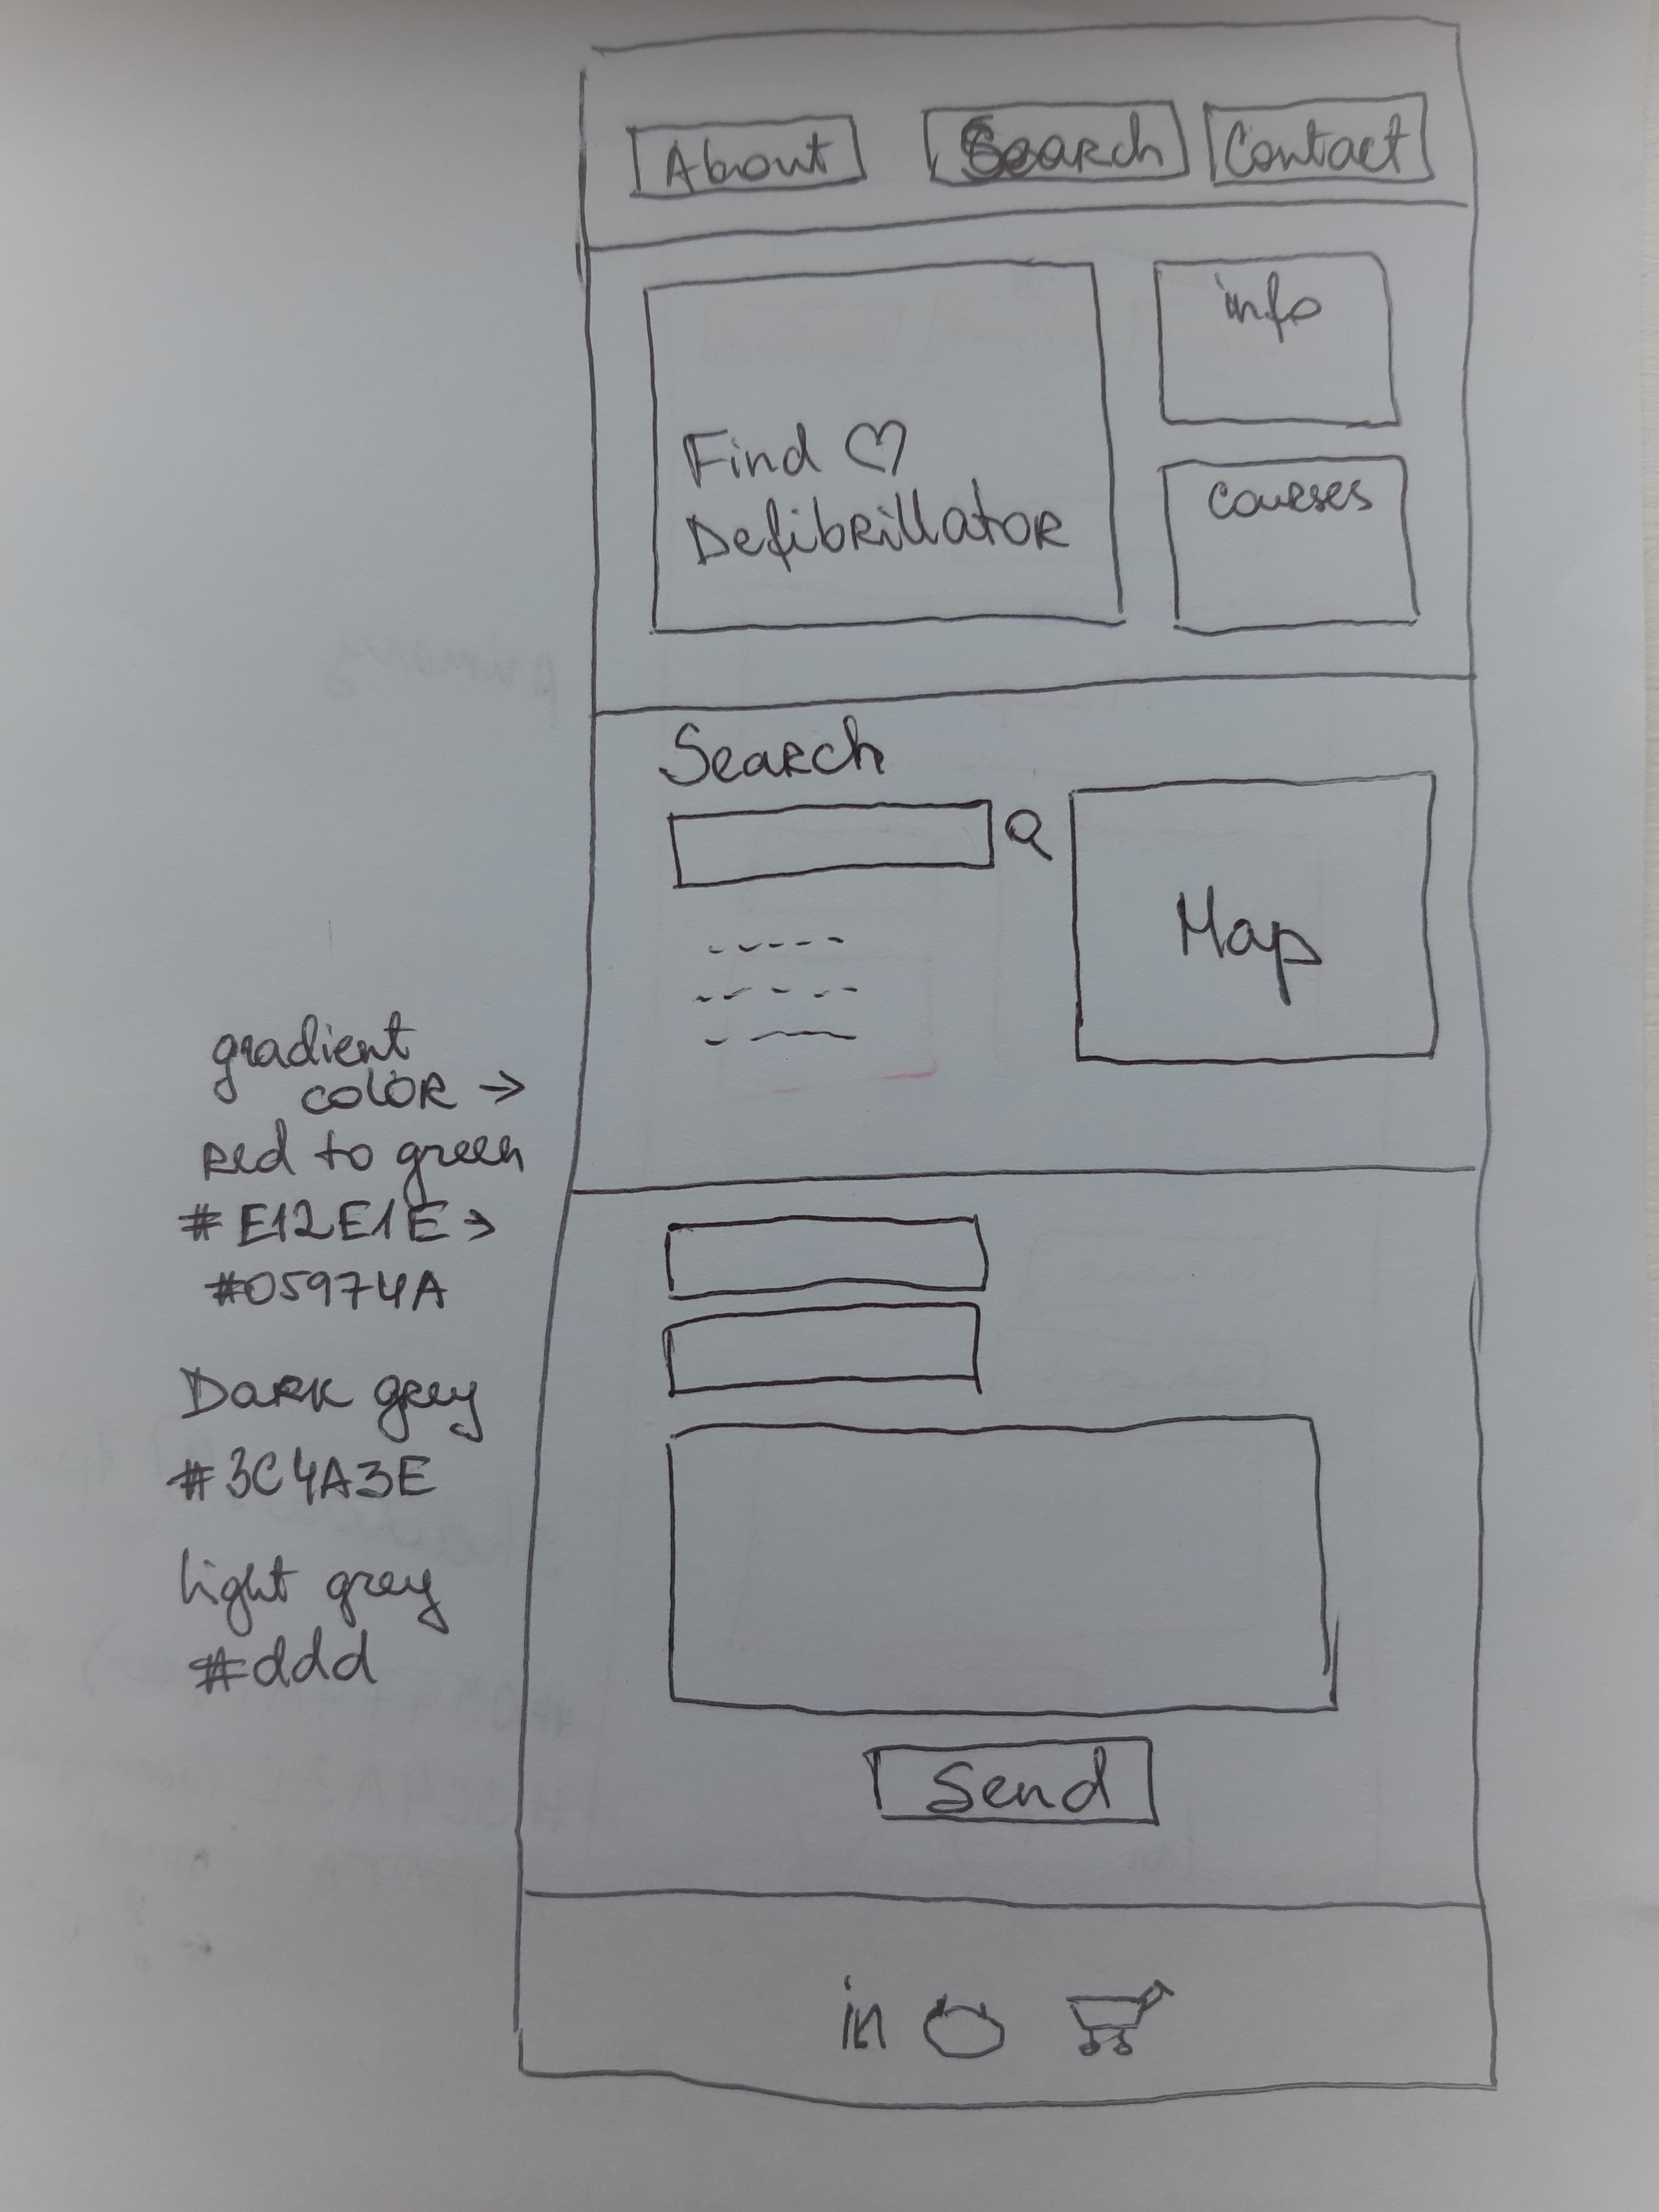 About Search Contact
Find ♡
Defibrillator
info
courses
Search
Map
gradient
color →
red to green
#E12E1E →
#05974A
Dark grey
#3C4A3E
light grey
#ddd
Send
in